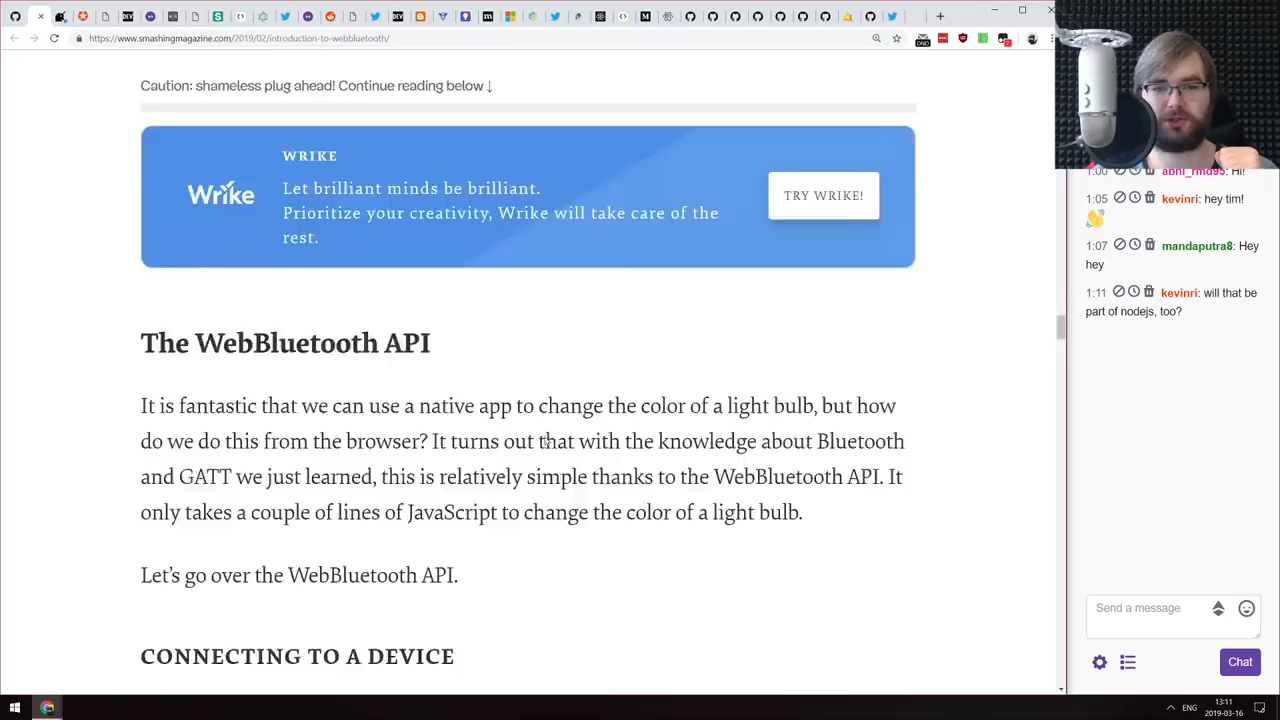 https://www.smashingmagazine.com/2019/02/introduction-to-webbluetooth/
Caution: shameless plug ahead! Continue reading below ↓
WRIKE
Wrike
Let brilliant minds be brilliant.
Prioritize your creativity, Wrike will take care of the
rest.
TRY WRIKE!
The WebBluetooth API
It is fantastic that we can use a native app to change the color of a light bulb, but how
do we do this from the browser? It turns out that with the knowledge about Bluetooth
and GATT we just learned, this is relatively simple thanks to the WebBluetooth API. It
only takes a couple of lines of JavaScript to change the color of a light bulb.
Let’s go over the WebBluetooth API.
CONNECTING TO A DEVICE
1:00 abhi_rmd95: Hi!
1:05 kevinri: hey tim!
1:07 mandaputra8: Hey
hey
1:11 kevinri: will that be
part of nodejs, too?
Send a message
Chat
ENG
13:11
2019-03-16